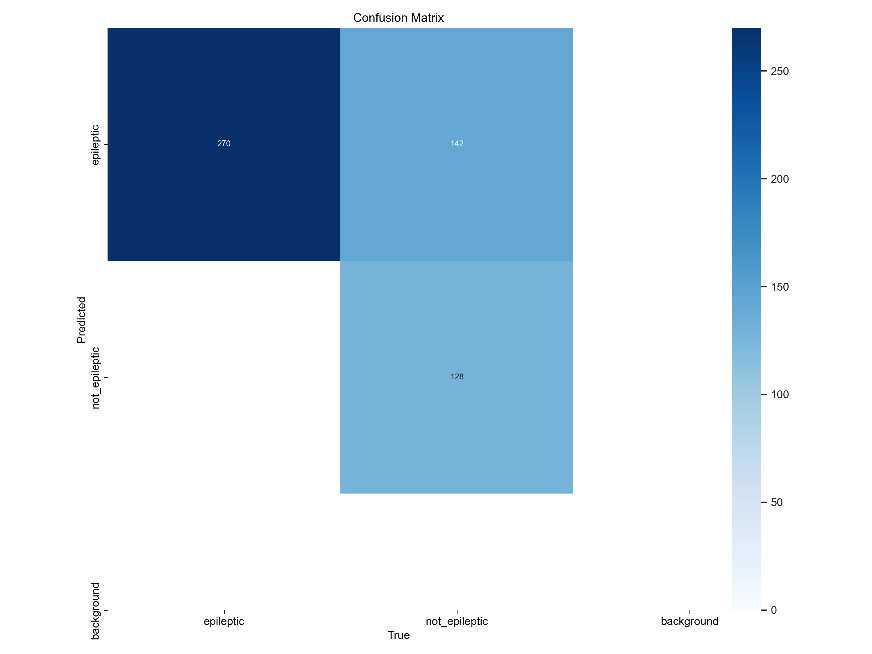 Confusion Matrix
epileptic
270
142
Predicted
not_epileptic
128
background
epileptic
not_epileptic
background
True
250
200
150
100
50
0